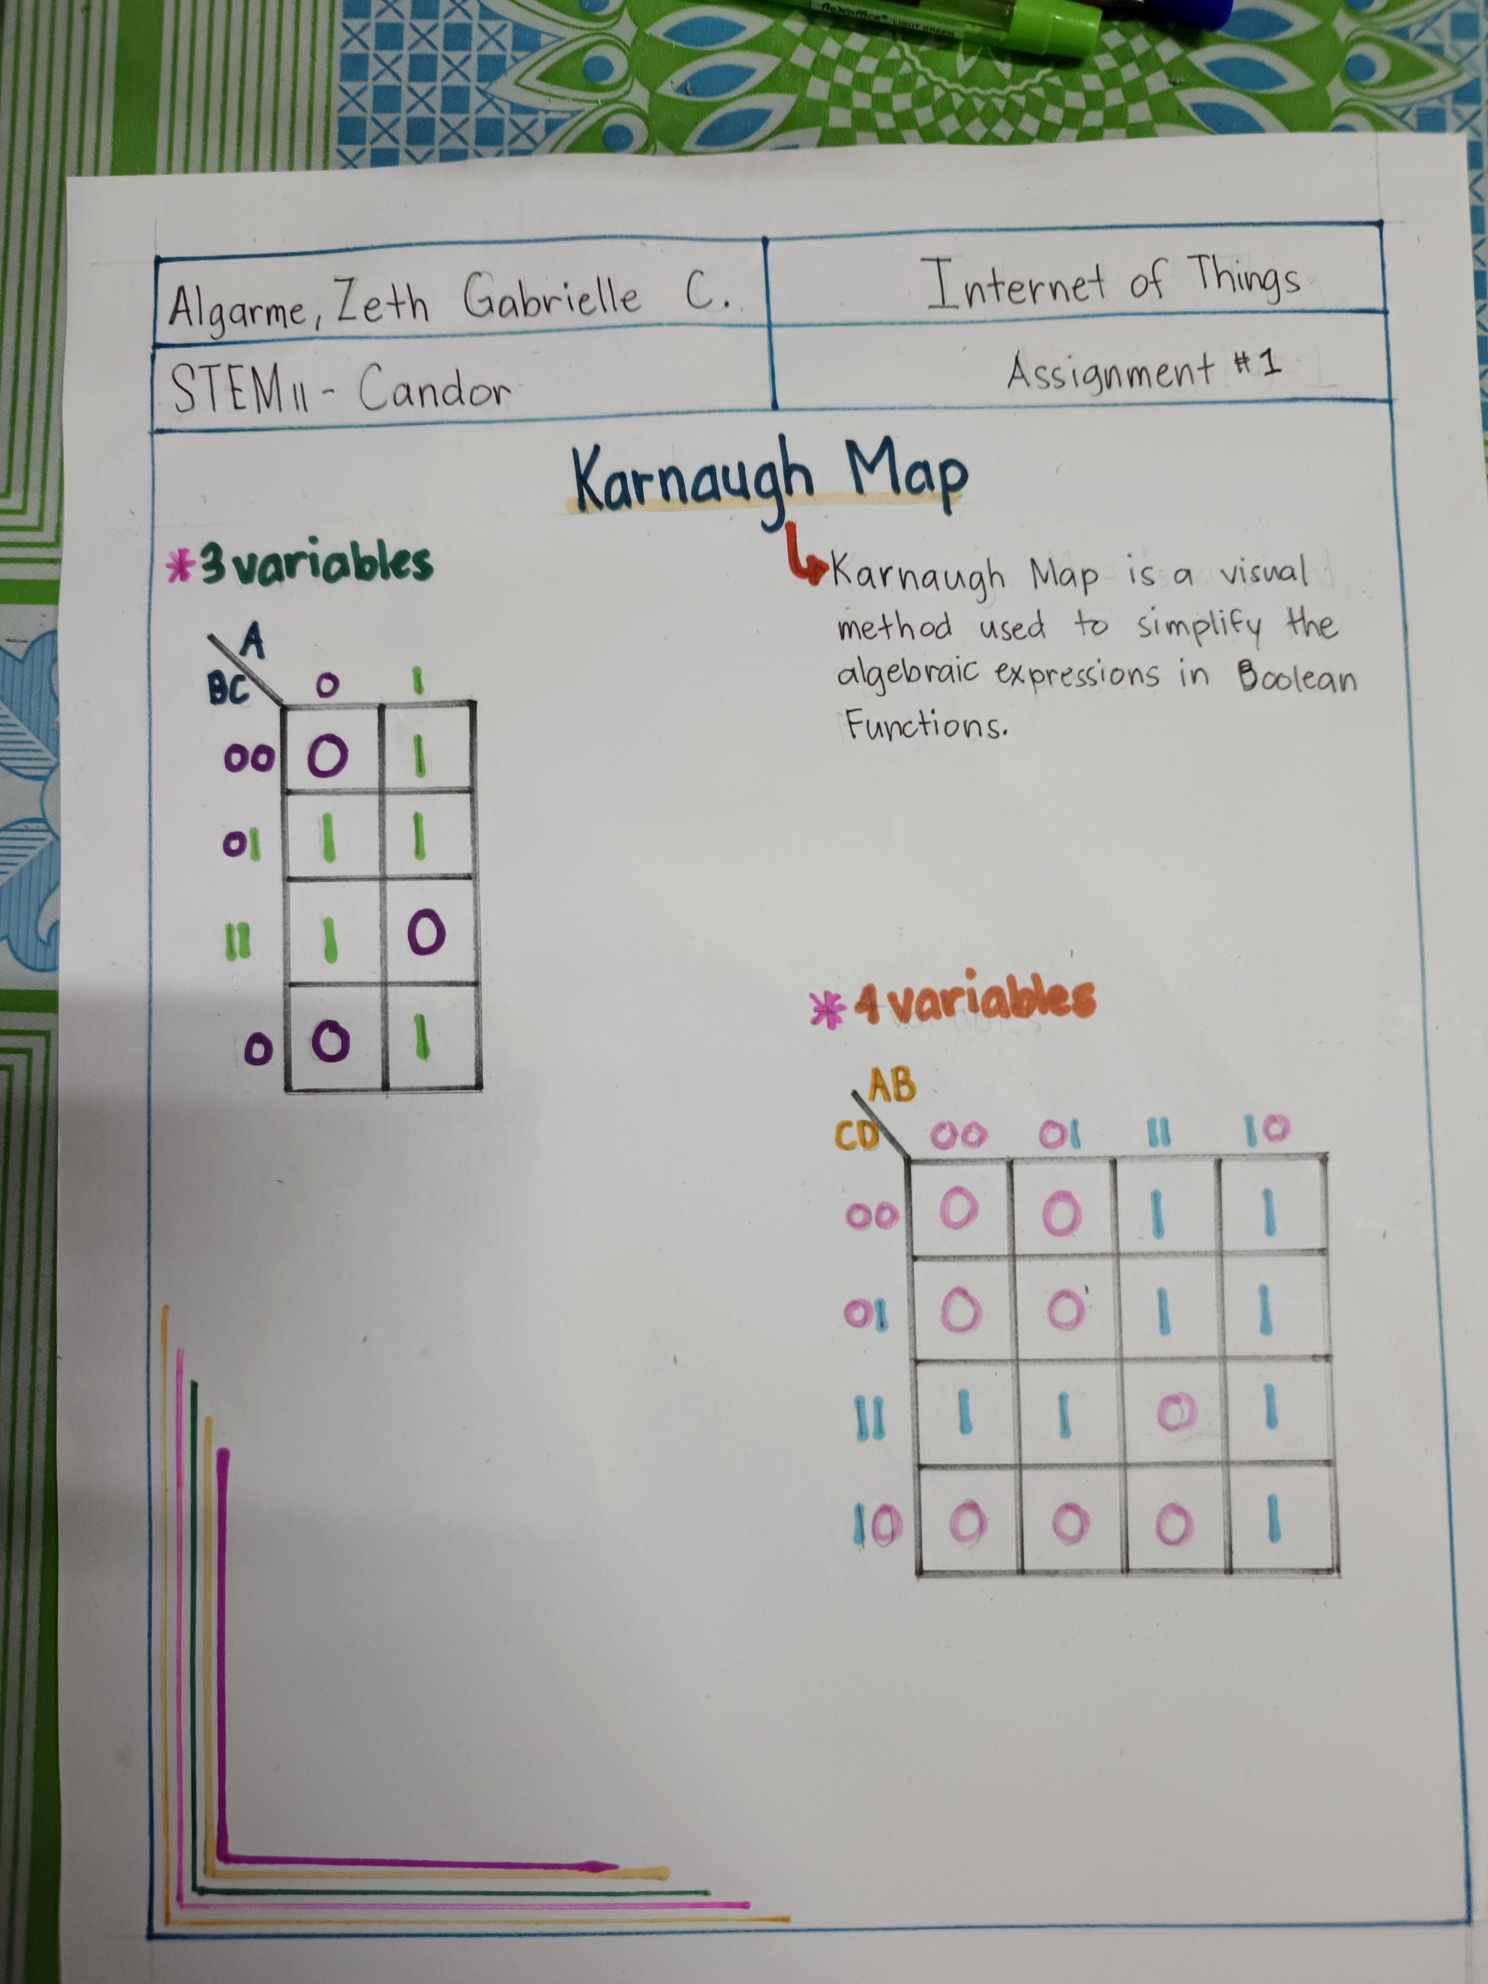 Algarme, Zeth Gabrielle C.
Internet of Things
STEM 11 - Candor
Assignment #1
Karnaugh Map
*3 variables
Karnaugh Map is a visual
method used to simplify the
algebraic expressions in Boolean
Functions.
A
BC 0 1
00 0 1
01 1 1
11 1 0
0 0 1
*4 variables
AB
CD 00 01 11 10
00 0 0 1 1
01 0 0 1 1
11 1 1 0 1
10 0 0 0 1